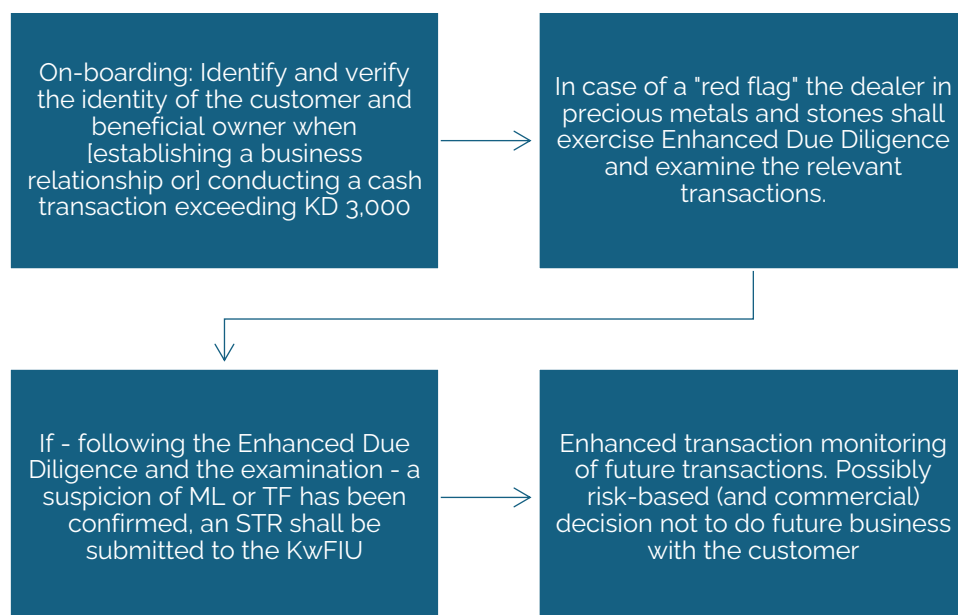 On-boarding: Identify and verify
the identity of the customer and
beneficial owner when
[establishing a business
relationship or] conducting a cash
transaction exceeding KD 3,000
In case of a "red flag" the dealer in
precious metals and stones shall
exercise Enhanced Due Diligence
and examine the relevant
transactions.
If - following the Enhanced Due
Diligence and the examination - a
suspicion of ML or TF has been
confirmed, an STR shall be
submitted to the KwFIU
Enhanced transaction monitoring
of future transactions. Possibly
risk-based (and commercial)
decision not to do future business
with the customer